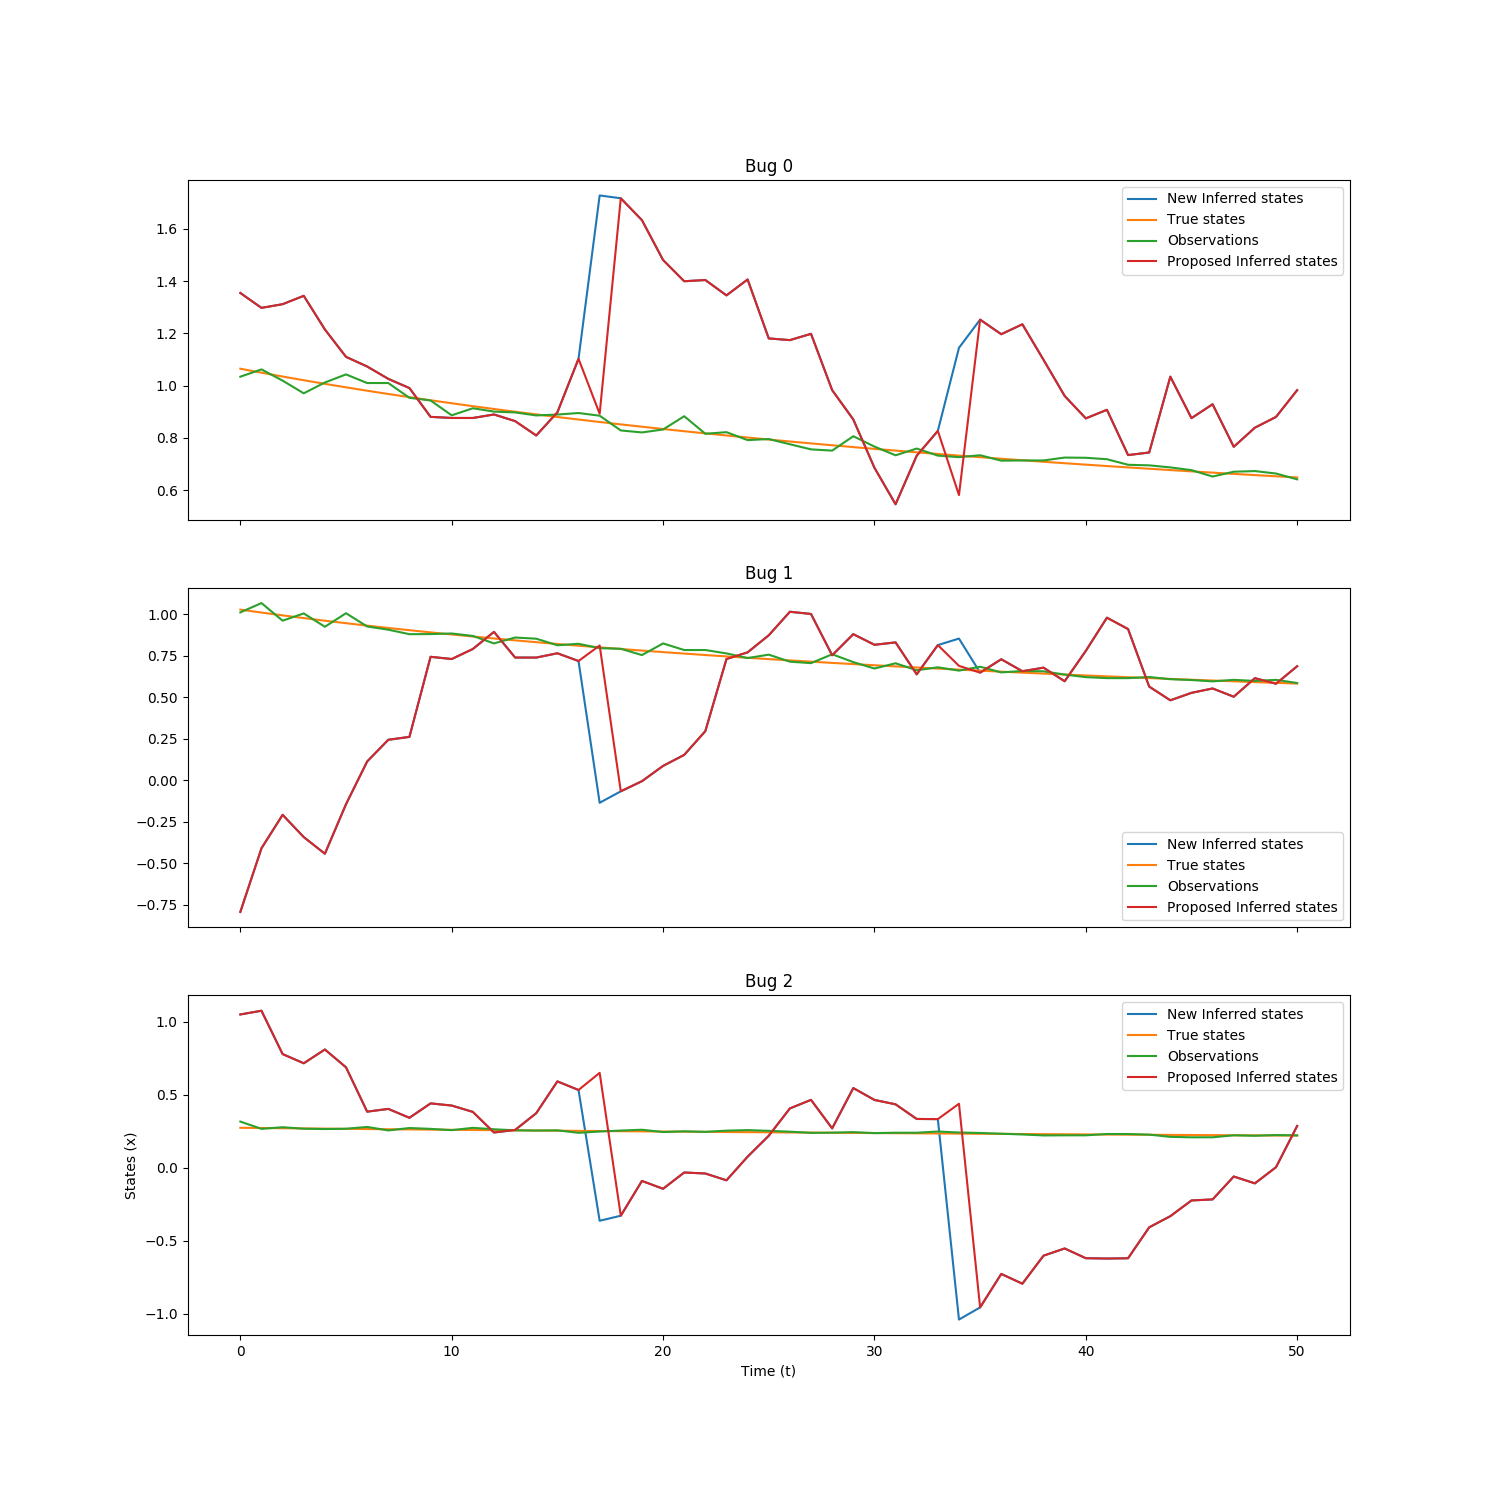 Bug 0
1.6
1.4
1.2
1.0
0.8
0.6
New Inferred states
True states
Observations
Proposed Inferred states
Bug 1
1.00
0.75
0.50
0.25
0.00
−0.25
−0.50
−0.75
New Inferred states
True states
Observations
Proposed Inferred states
Bug 2
States (x)
1.0
0.5
0.0
−0.5
−1.0
New Inferred states
True states
Observations
Proposed Inferred states
0 10 20 30 40 50
Time (t)